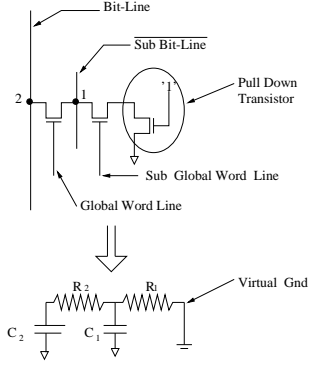 Bit-Line
Sub Bit-Line
2
1
'1'
Pull Down
Transistor
Sub Global Word Line
Global Word Line
R2
R1
Virtual Gnd
C2
C1